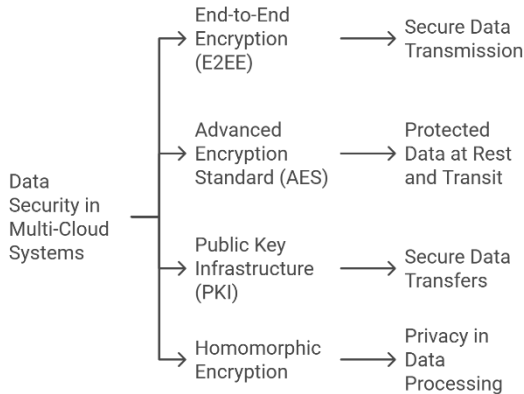 Data
Security in
Multi-Cloud
Systems
End-to-End
Encryption
(E2EE)
Secure Data
Transmission
Advanced
Encryption
Standard (AES)
Protected
Data at Rest
and Transit
Public Key
Infrastructure
(PKI)
Secure Data
Transfers
Homomorphic
Encryption
Privacy in
Data
Processing